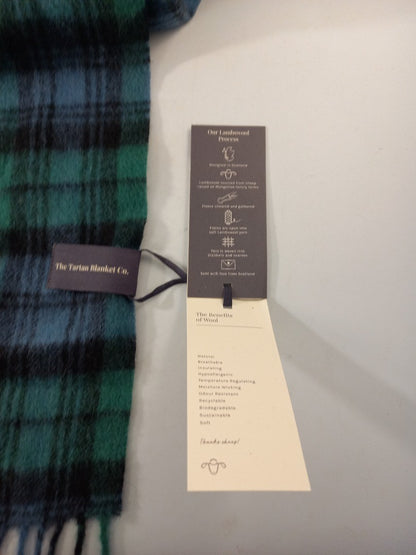 Our Lambswool
Process
Designed in Scotland
Lambswool sourced from sheep
raised on Mongolian family farms
Fleece sheared and gathered
Fibres are spun into
soft Lambswool yarn
Yarn is woven into
blankets and scarves
Sent with love from Scotland
The Tartan Blanket Co.
The Benefits
of Wool
Natural
Breathable
Insulating
Hypoallergenic
Temperature Regulating
Moisture Wicking
Odour Resistant
Recyclable
Biodegradable
Sustainable
Soft
Thanks sheep!